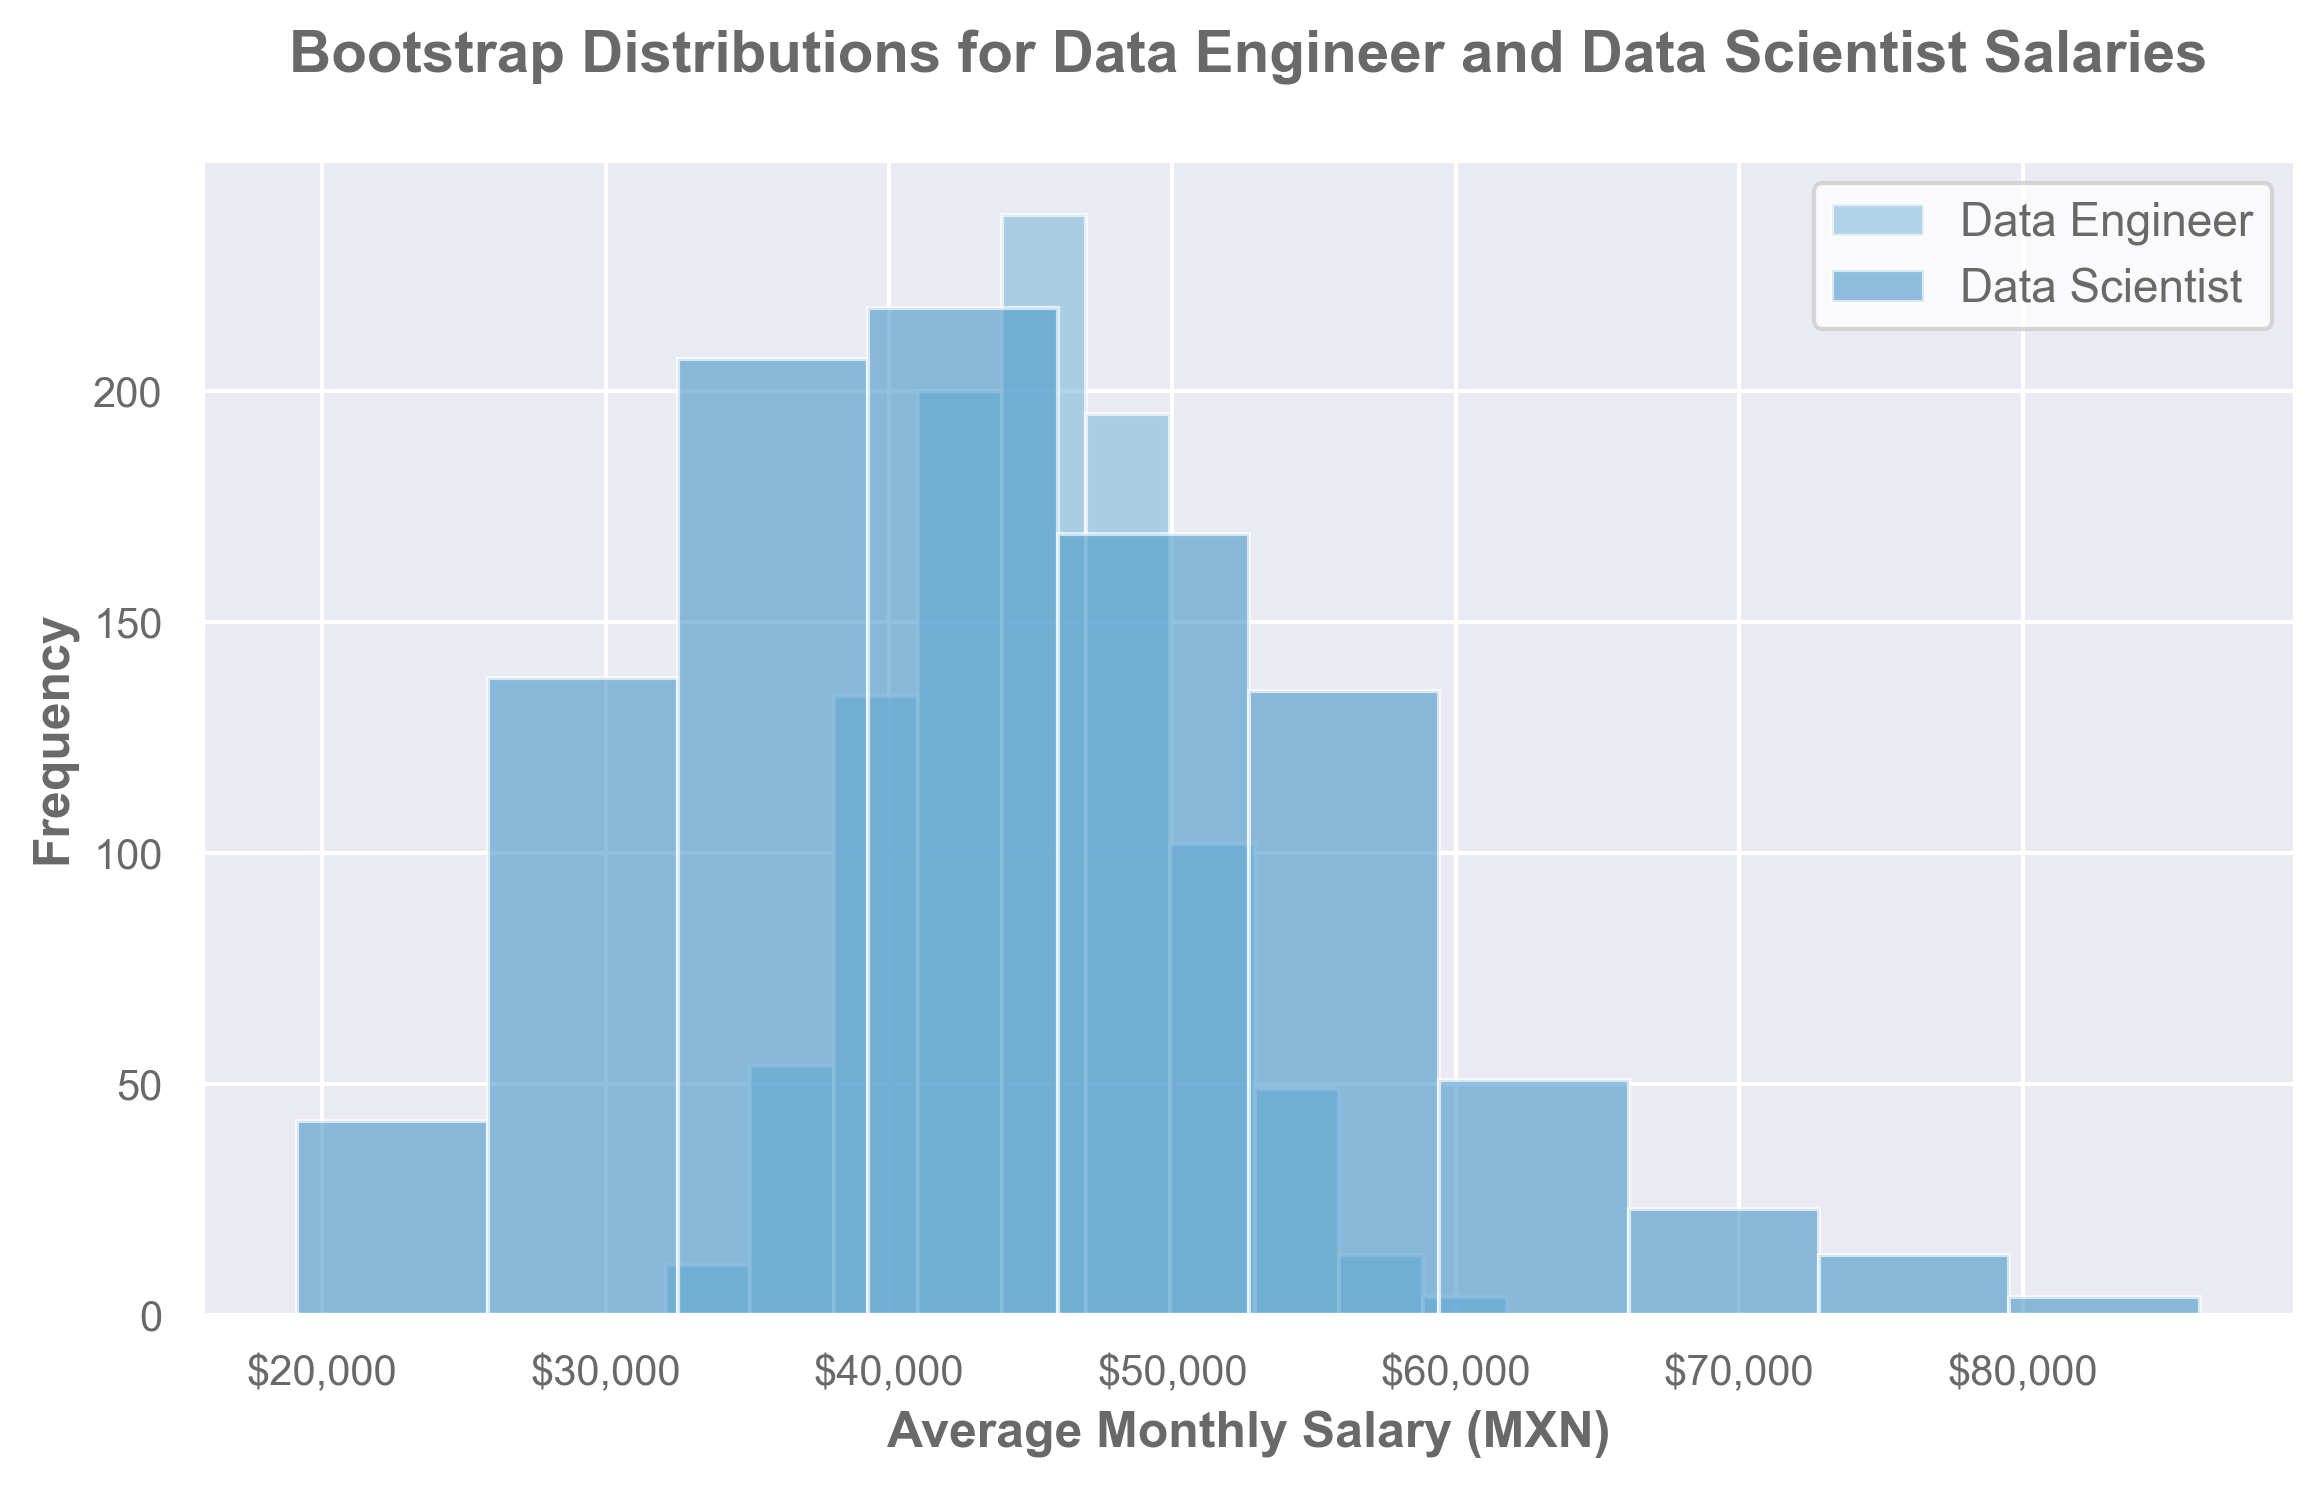 Bootstrap Distributions for Data Engineer and Data Scientist Salaries
Data Engineer
Data Scientist
Frequency
200
150
100
50
0
$20,000 $30,000 $40,000 $50,000 $60,000 $70,000 $80,000
Average Monthly Salary (MXN)